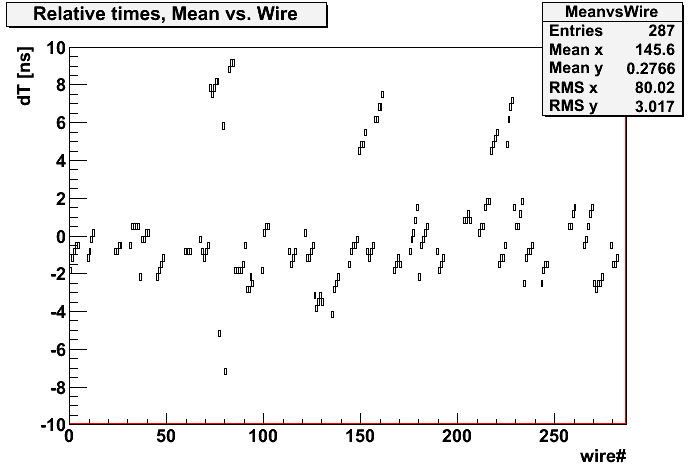 Relative times, Mean vs. Wire
MeanvsWire
Entries 287
Mean x 145.6
Mean y 0.2766
RMS x 80.02
RMS y 3.017
dT [ns]
10
8
6
4
2
0
-2
-4
-6
-8
-10
0 50 100 150 200 250
wire#